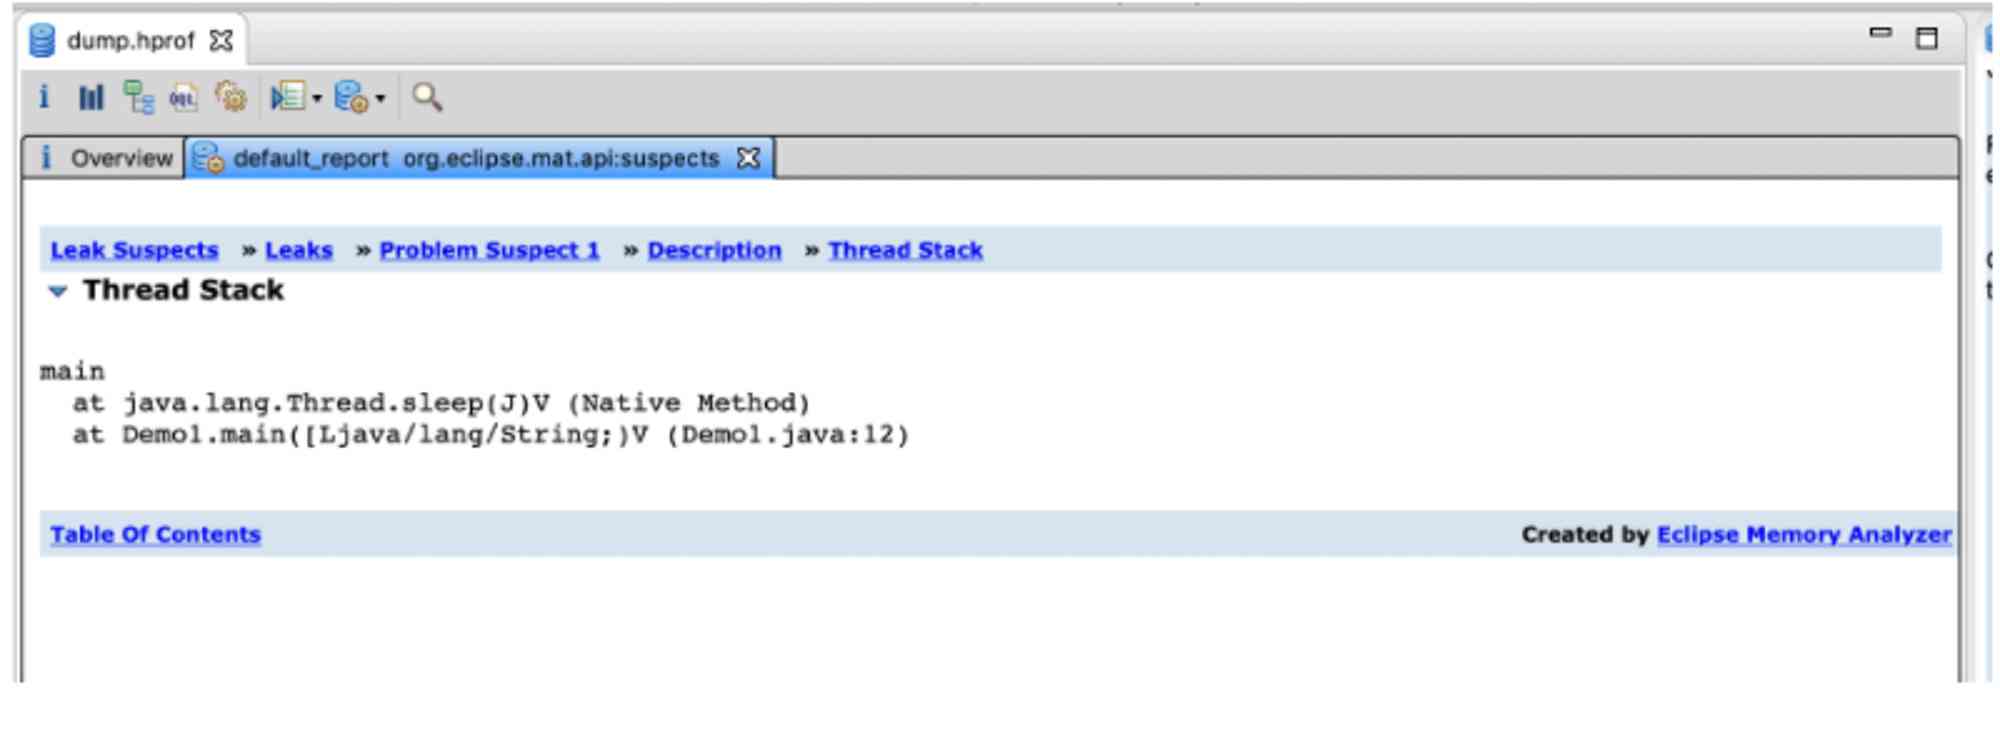 dump.hprof
i
OQL
i Overview default_report org.eclipse.mat.api:suspects
Leak Suspects » Leaks » Problem Suspect 1 » Description » Thread Stack
Thread Stack
main
at java.lang.Thread.sleep(J)V (Native Method)
at Demo1.main([Ljava/lang/String;)V (Demo1.java:12)
Table Of Contents
Created by Eclipse Memory Analyzer